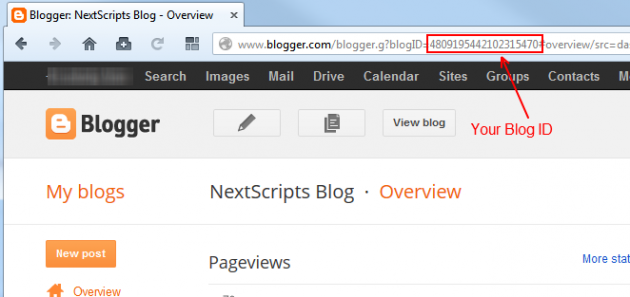 Blogger: NextScripts Blog - Overview
www.blogger.com/blogger.g?blogID=4809195442102315470#overview/src=da
Search Images Mail Drive Calendar Sites Groups Contacts M
Blogger View blog
Your Blog ID
My blogs NextScripts Blog · Overview
New post
Pageviews More stat
Overview